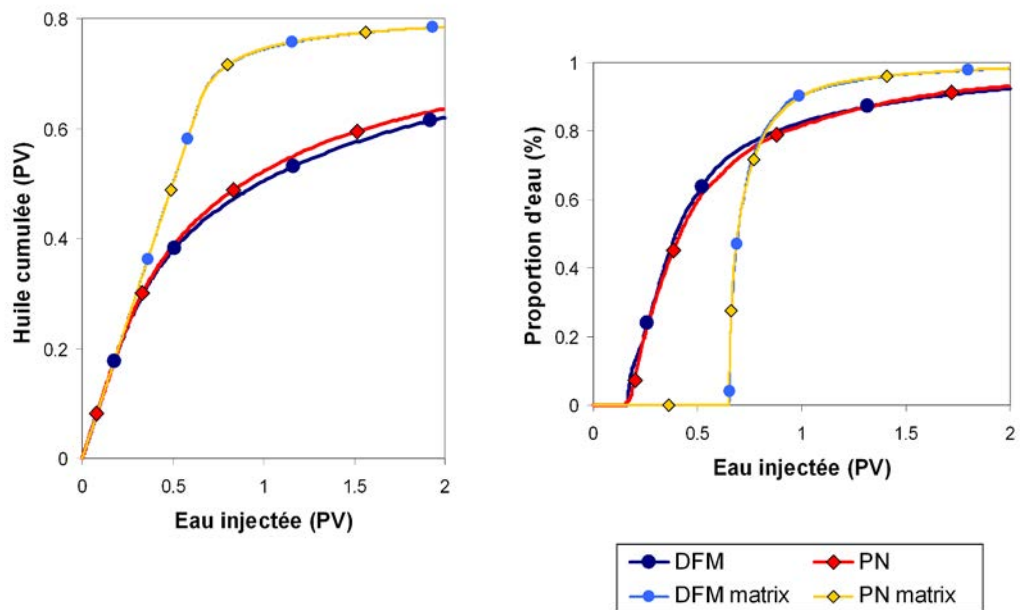 0.8
0.6
0.4
0.2
0
Huile cumulée (PV)
0 0.5 1 1.5 2
Eau injectée (PV)
1
0.8
0.6
0.4
0.2
0
Proportion d'eau (%)
0 0.5 1 1.5 2
Eau injectée (PV)
DFM PN
DFM matrix PN matrix